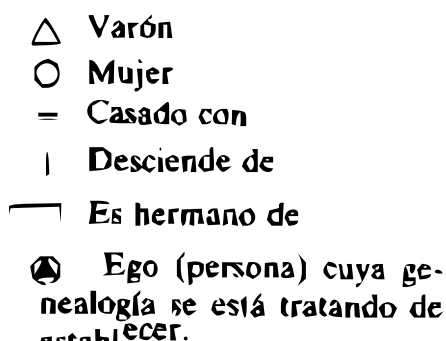 Varón
Mujer
Casado con
Desciende de
Es hermano de
Ego (persona) cuya ge-
nealogía se está tratando de
establecer.